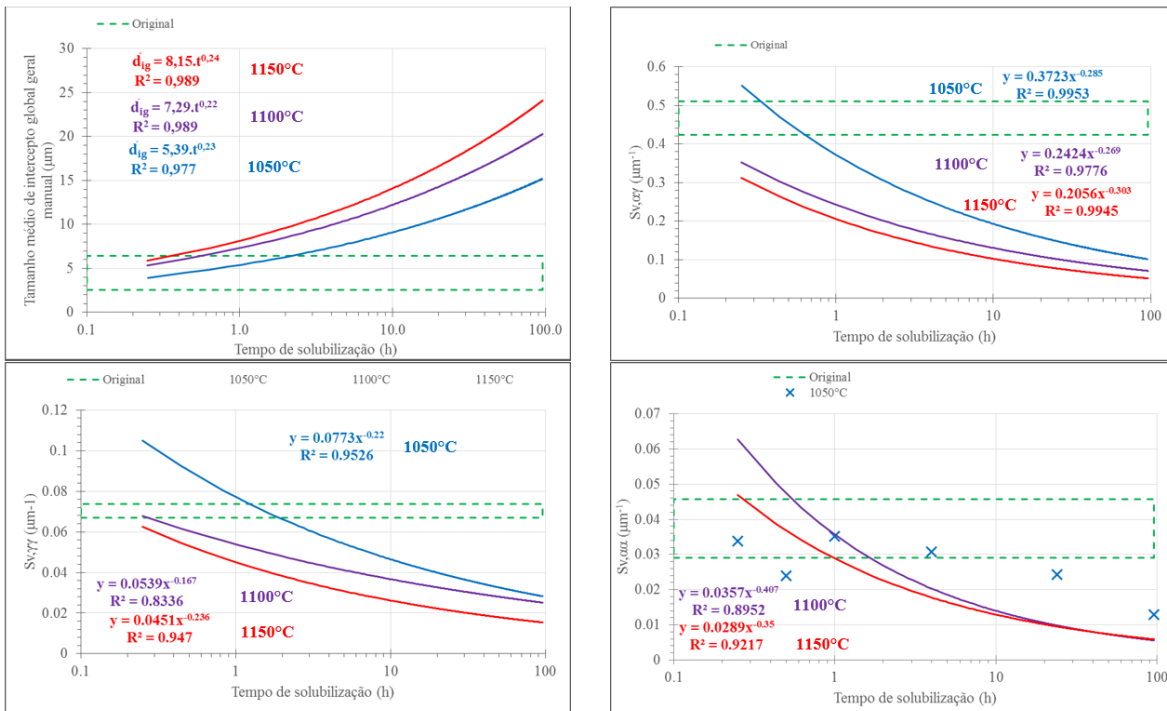 Original
Tamanho médio de intercepto global geral
manual (µm)
30
25
20
15
10
5
0
0.1
1.0
10.0
100.0
Tempo de solubilização (h)
d̄ig = 8,15.t^0,24
R² = 0,989
1150°C
d̄ig = 7,29.t^0,22
R² = 0,989
1100°C
d̄ig = 5,39.t^0,23
R² = 0,977
1050°C
Original
Sv,αγ (µm⁻¹)
0.6
0.5
0.4
0.3
0.2
0.1
0
0.1
1
10
100
Tempo de solubilização (h)
1050°C
y = 0.3723x^-0.285
R² = 0.9953
1100°C
y = 0.2424x^-0.269
R² = 0.9776
1150°C
y = 0.2056x^-0.303
R² = 0.9945
Original 1050°C 1100°C 1150°C
Sv,γγ (µm-1)
0.12
0.1
0.08
0.06
0.04
0.02
0
0.1
1
10
100
Tempo de solubilização (h)
y = 0.0773x^-0.22
R² = 0.9526
1050°C
y = 0.0539x^-0.167
R² = 0.8336
1100°C
y = 0.0451x^-0.236
R² = 0.947
1150°C
Original
1050°C
Sv,αα (µm⁻¹)
0.07
0.06
0.05
0.04
0.03
0.02
0.01
0
0.1
1
10
100
Tempo de solubilização (h)
y = 0.0357x^-0.407
R² = 0.8952
1100°C
y = 0.0289x^-0.35
R² = 0.9217
1150°C